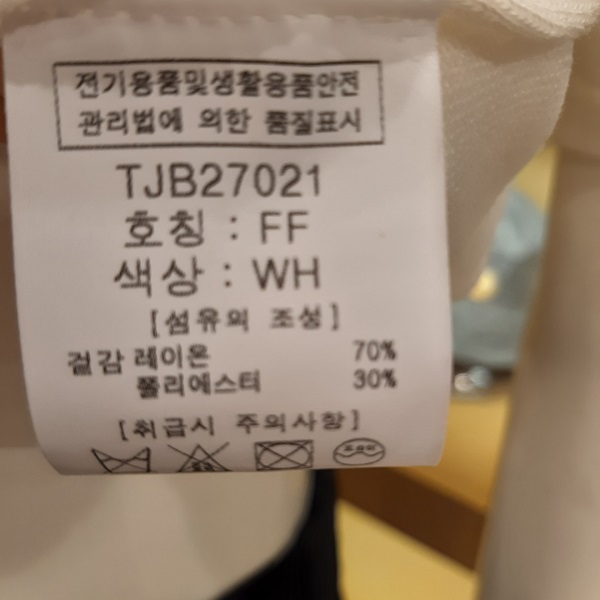 전기용품및생활용품안전
관리법에 의한 품질표시
TJB27021
호칭 : FF
색상 : WH
[섬유의 조성]
겉감 레이온 70%
폴리에스터 30%
[취급시 주의사항]